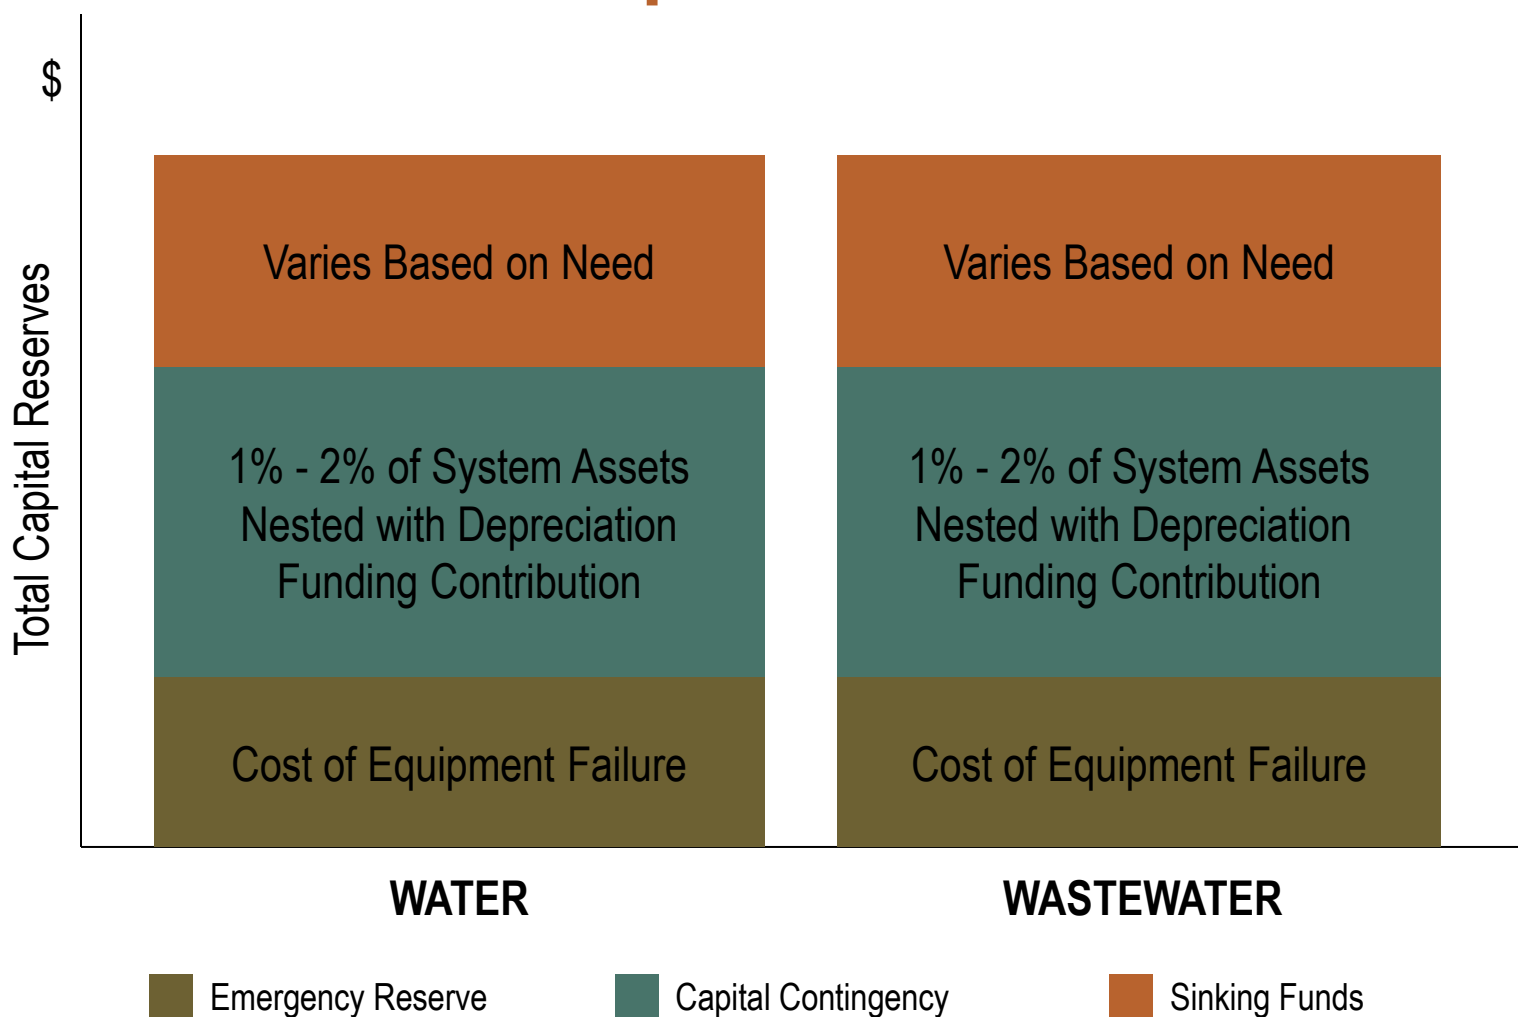 $
Total Capital Reserves
Varies Based on Need
Varies Based on Need
1% - 2% of System Assets
Nested with Depreciation
Funding Contribution
1% - 2% of System Assets
Nested with Depreciation
Funding Contribution
Cost of Equipment Failure
Cost of Equipment Failure
WATER
WASTEWATER
Emergency Reserve
Capital Contingency
Sinking Funds